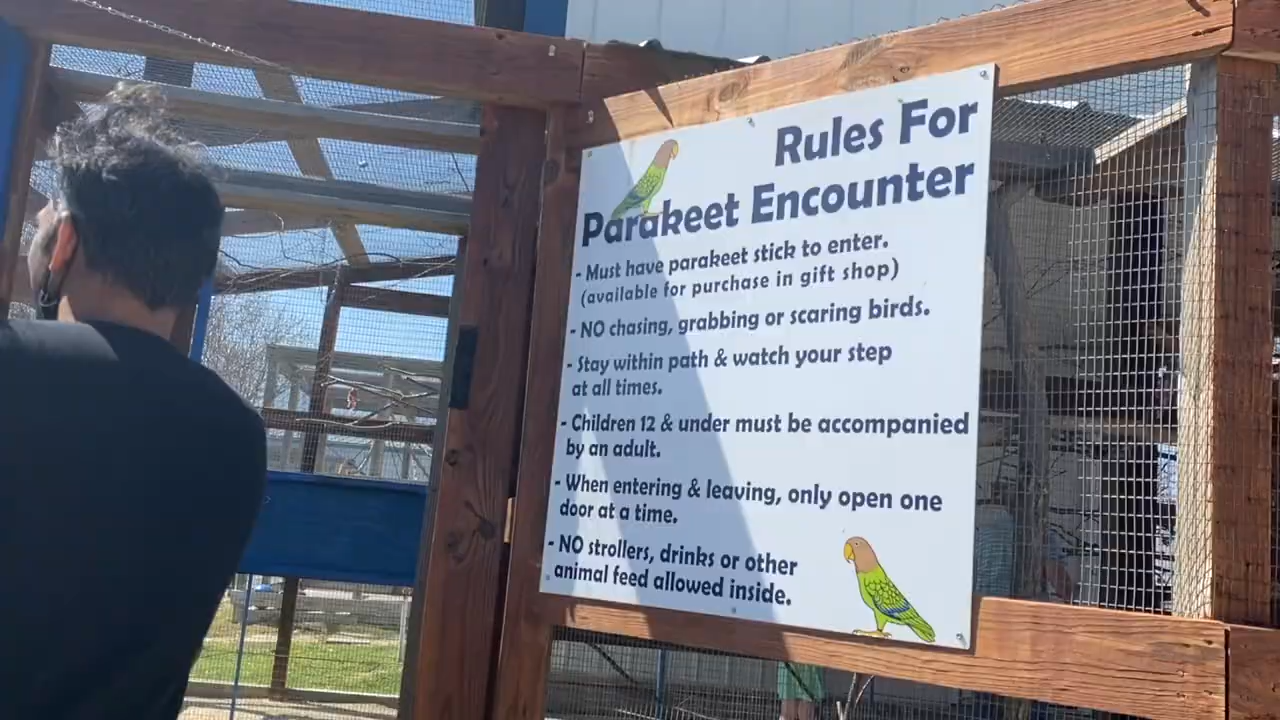 Rules For
Parakeet Encounter
- Must have parakeet stick to enter.
(available for purchase in gift shop)
- NO chasing, grabbing or scaring birds.
- Stay within path & watch your step
at all times.
- Children 12 & under must be accompanied
by an adult.
- When entering & leaving, only open one
door at a time.
- NO strollers, drinks or other
animal feed allowed inside.